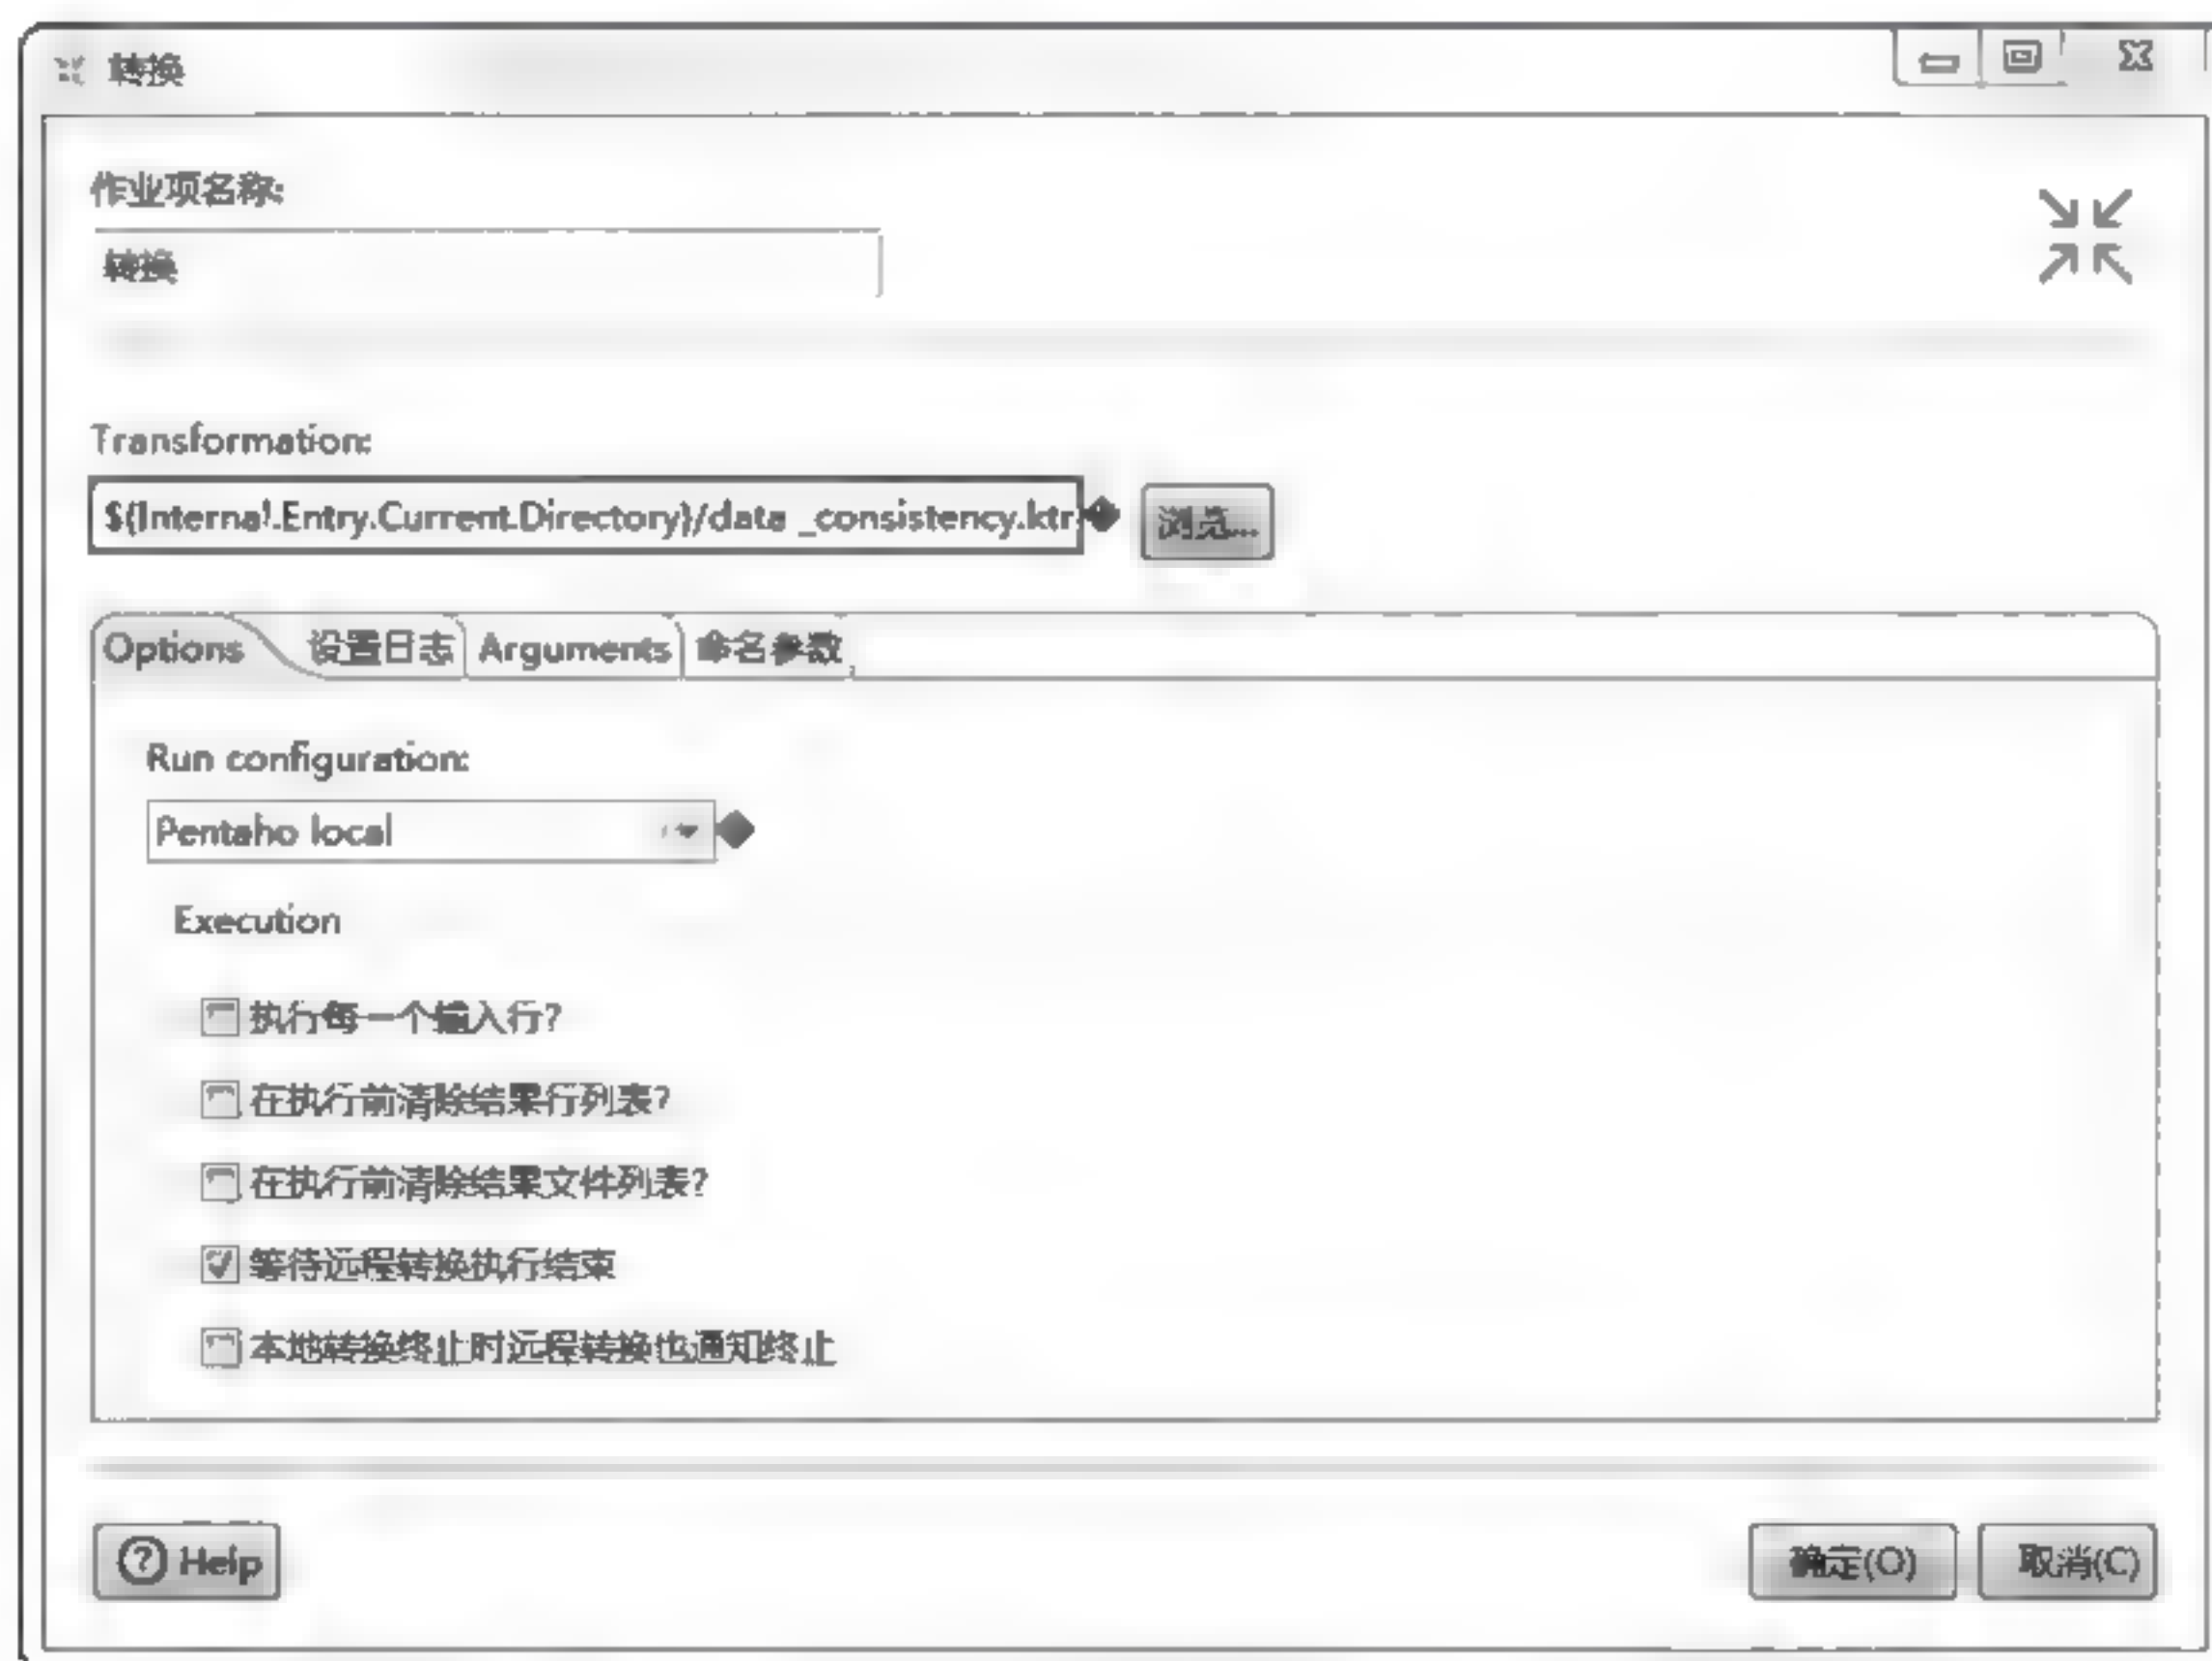 转换
作业项名称:
转换
Transformation:
${Internal.Entry.Current.Directory}/data _consistency.ktr
浏览...
Options 设置日志 Arguments 命名参数
Run configuration:
Pentaho local
Execution
执行每一个输入行?
在执行前清除结果行列表?
在执行前清除结果文件列表?
等待远程转换执行结束
本地转换终止时远程转换也通知终止
Help 确定(O) 取消(C)